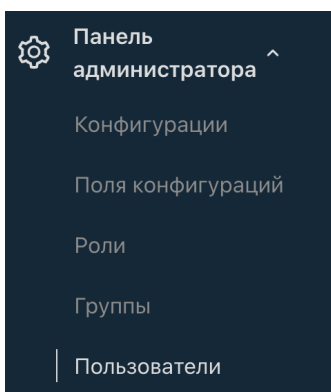 Панель
администратора
Конфигурации
Поля конфигураций
Роли
Группы
Пользователи